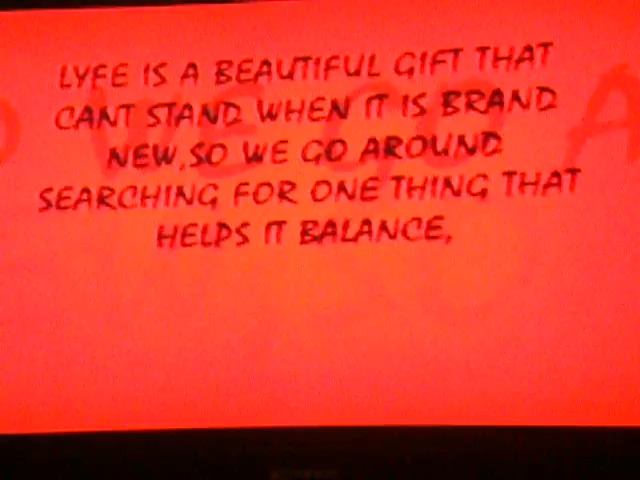 LYFE IS A BEAUTIFUL GIFT THAT
CANT STAND WHEN IT IS BRAND
NEW.SO WE GO AROUND
SEARCHING FOR ONE THING THAT
HELPS IT BALANCE,